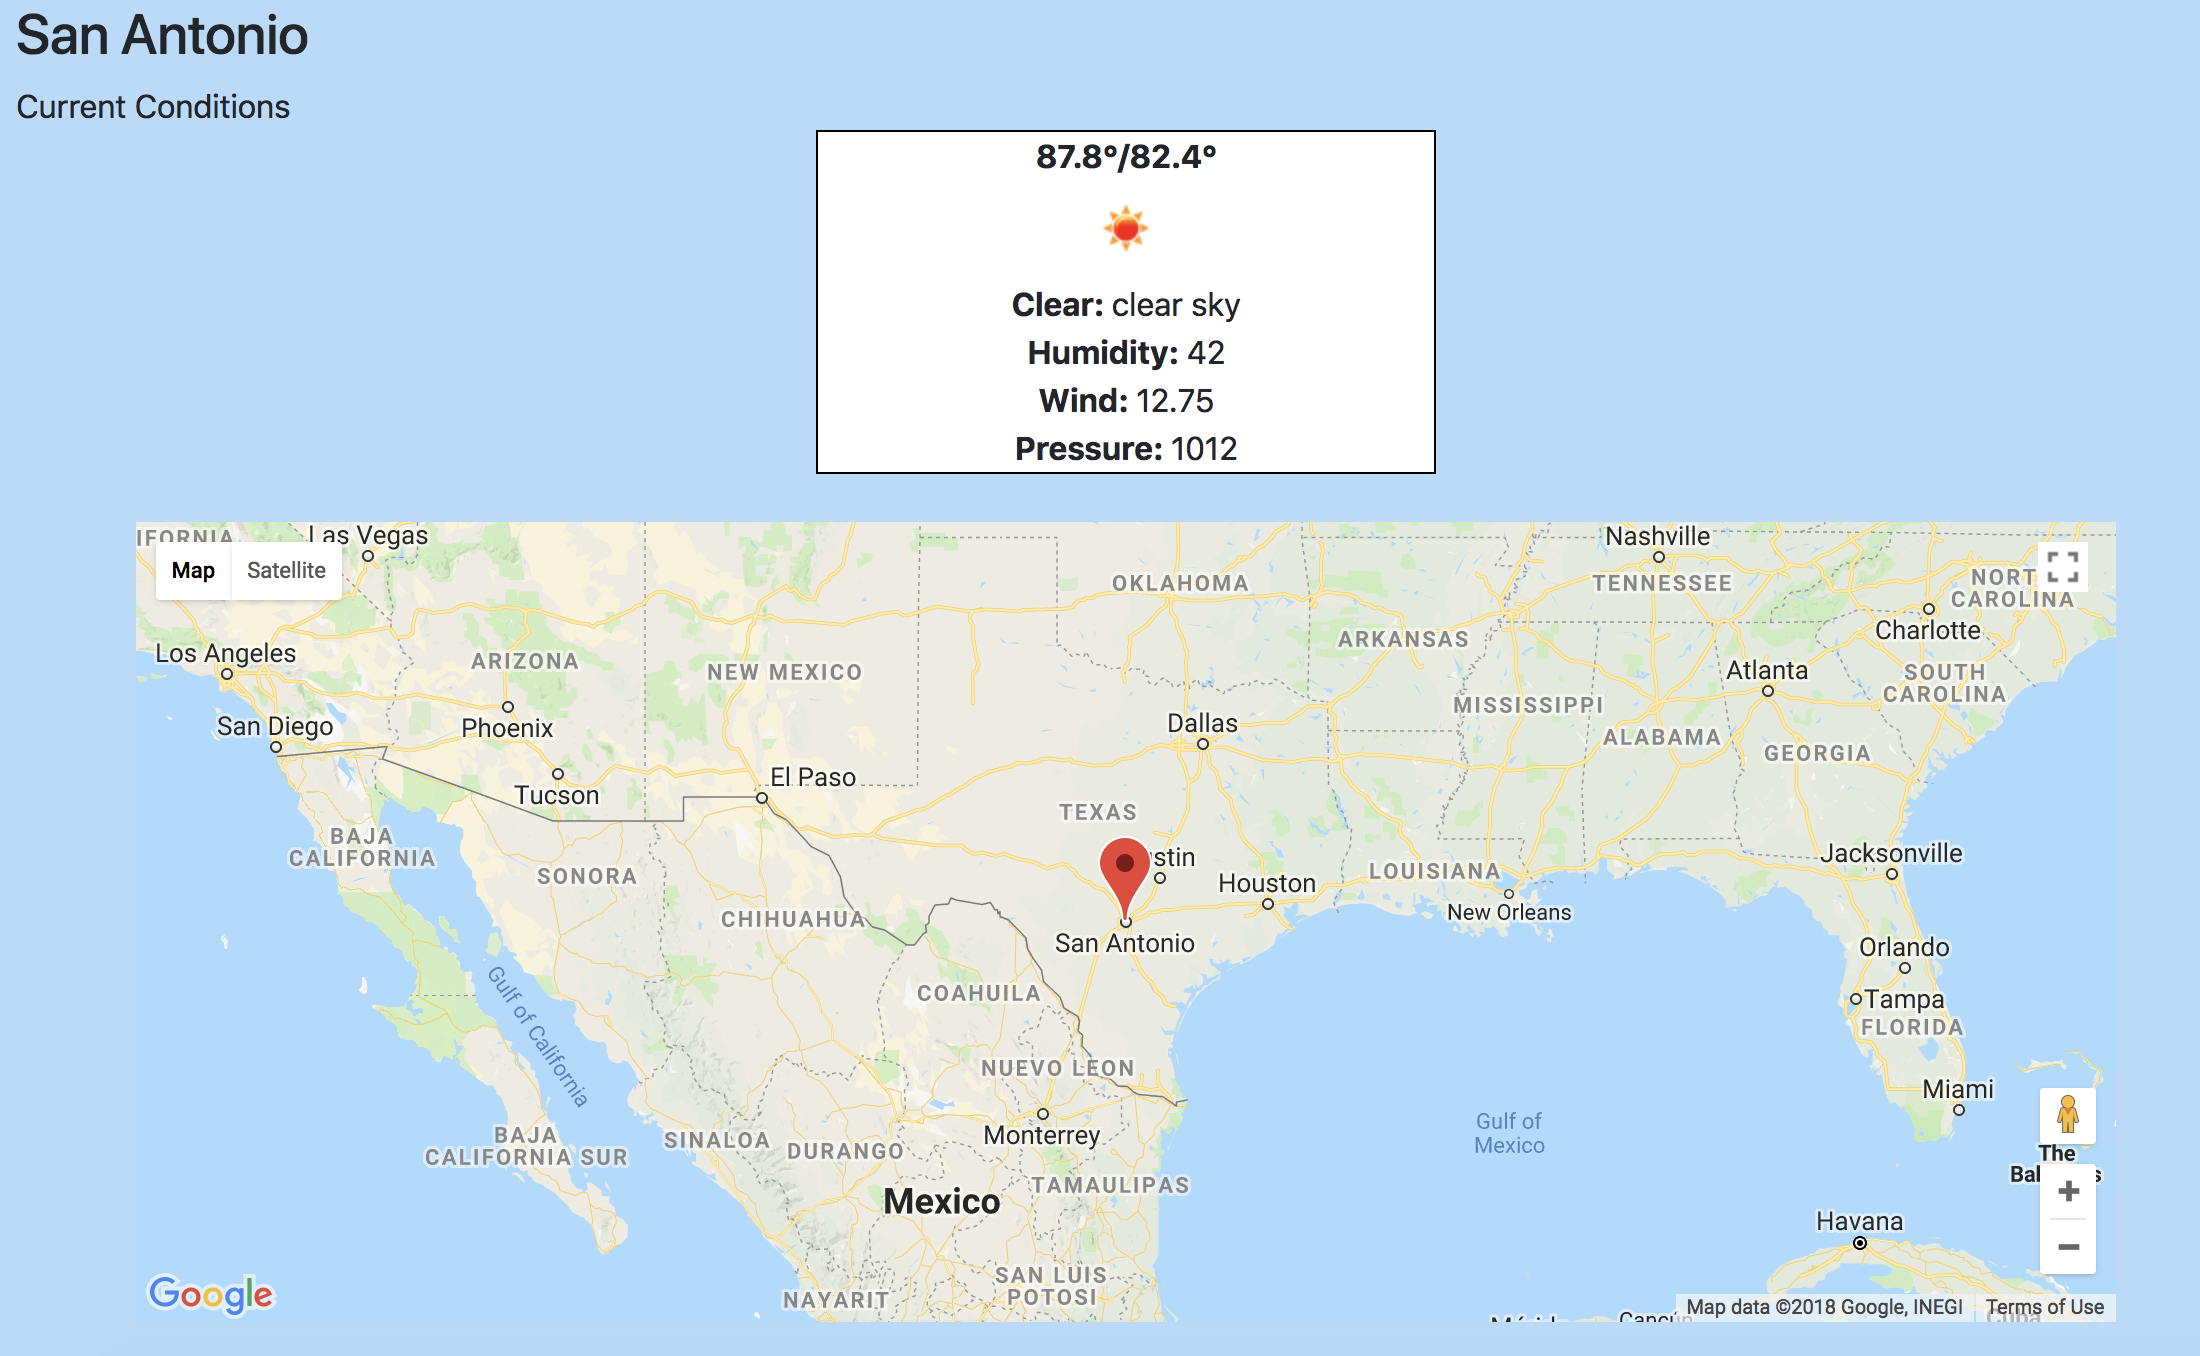 San Antonio
Current Conditions
87.8°/82.4°
Clear: clear sky
Humidity: 42
Wind: 12.75
Pressure: 1012
Las Vegas
Nashville
Map
Satellite
OKLAHOMA
TENNESSEE
CAROLINA
Charlotte
ARKANSAS
Los Angeles
ARIZONA
NEW MEXICO
Atlanta
SOUTH
CAROLINA
MISSISSIPPI
San Diego
Phoenix
Dallas
ALABAMA
GEORGIA
El Paso
Tucson
TEXAS
BAJA
CALIFORNIA
Jacksonville
stin
SONORA
Houston
LOUISIANA
CHIHUAHUA
New Orleans
San Antonio
Orlando
COAHUILA
Tampa
Gulf of California
FLORIDA
NUEVO LEON
Miami
Gulf of
Mexico
Monterrey
BAJA
CALIFORNIA SUR
SINALOA
DURANGO
The
TAMAULIPAS
Mexico
Havana
SAN LUIS
POTOSI
NAYARIT
Google
Map data ©2018 Google, INEGI
Terms of Use